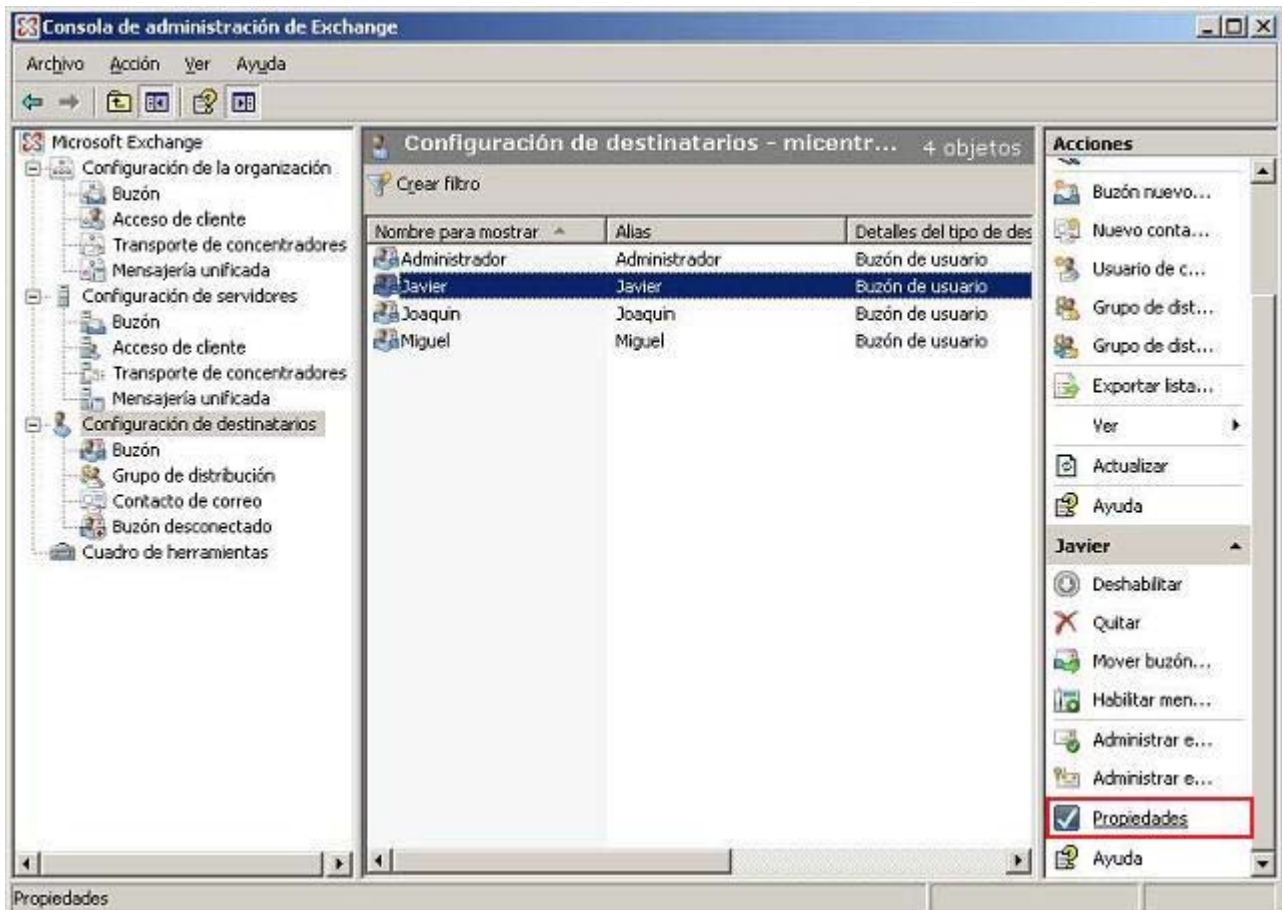 Consola de administración de Exchange
Archivo Acción Ver Ayuda
Microsoft Exchange
Configuración de la organización
Buzón
Acceso de cliente
Transporte de concentradores
Mensajería unificada
Configuración de servidores
Buzón
Acceso de cliente
Transporte de concentradores
Mensajería unificada
Configuración de destinatarios
Buzón
Grupo de distribución
Contacto de correo
Buzón desconectado
Cuadro de herramientas
Configuración de destinatarios - micentr... 4 objetos
Crear filtro
Nombre para mostrar Alias Detalles del tipo de des
Administrador Administrador Buzón de usuario
Javier Javier Buzón de usuario
Joaquin Joaquin Buzón de usuario
Miguel Miguel Buzón de usuario
Acciones
Buzón nuevo...
Nuevo conta...
Usuario de c...
Grupo de dist...
Grupo de dist...
Exportar lista...
Ver
Actualizar
Ayuda
Javier
Deshabilitar
Quitar
Mover buzón...
Habilitar men...
Administrar e...
Administrar e...
Propiedades
Ayuda
Propiedades